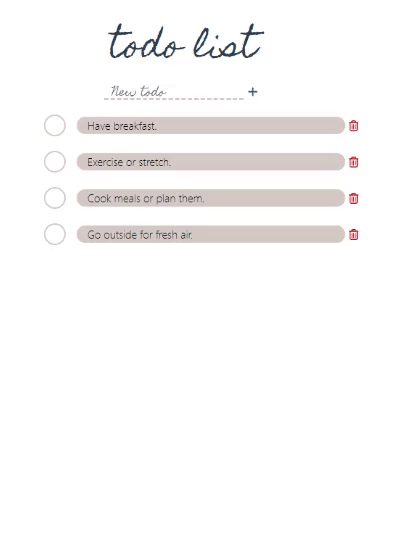 todo list
New todo
Have breakfast.
Exercise or stretch.
Cook meals or plan them.
Go outside for fresh air.